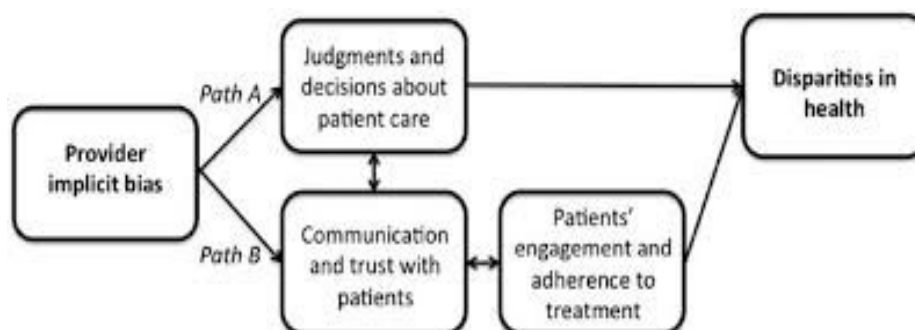 Provider
implicit bias
Path A
Path B
Judgments and
decisions about
patient care
Communication
and trust with
patients
Patients'
engagement and
adherence to
treatment
Disparities in
health